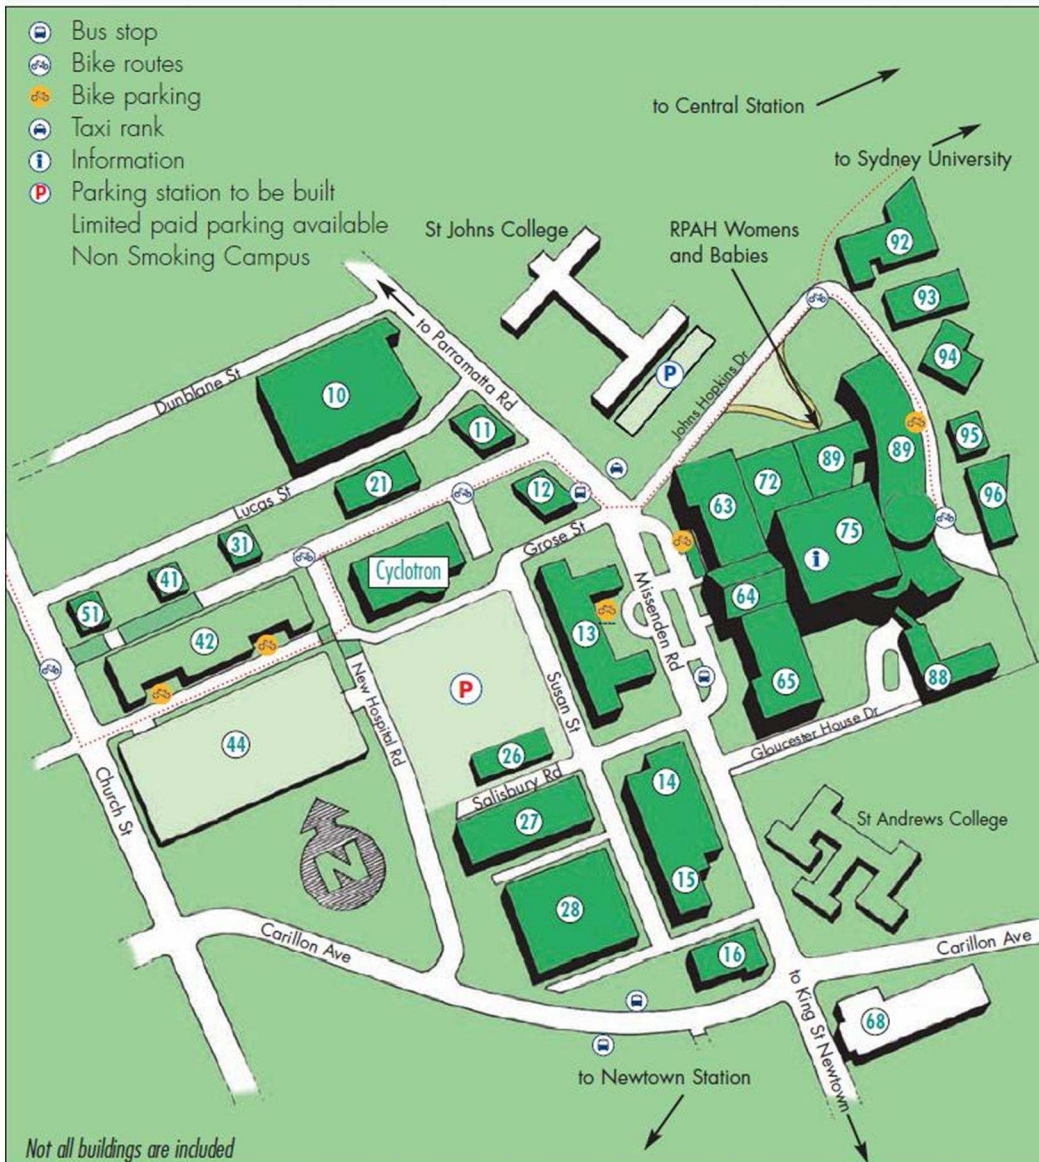 Bus stop
Bike routes
Bike parking
Taxi rank
i Information
P Parking station to be built
Limited paid parking available
Non Smoking Campus
to Central Station
to Sydney University
St Johns College
RPAH Womens
and Babies
92
93
94
95
96
to Parramatta Rd
Dunblane St
10
P
Johns Hopkins Dr
11
89
89
Lucas St
21
12
63
72
31
Grose St
75
i
Cyclotron
41
51
64
42
13
Missenden Rd
65
88
P
Susan St
New Hospital Rd
44
Gloucester House Dr
26
Salisbury Rd
14
Church St
27
N
15
St Andrews College
28
Carillon Ave
16
Carillon Ave
68
to King St Newtown
to Newtown Station
Not all buildings are included